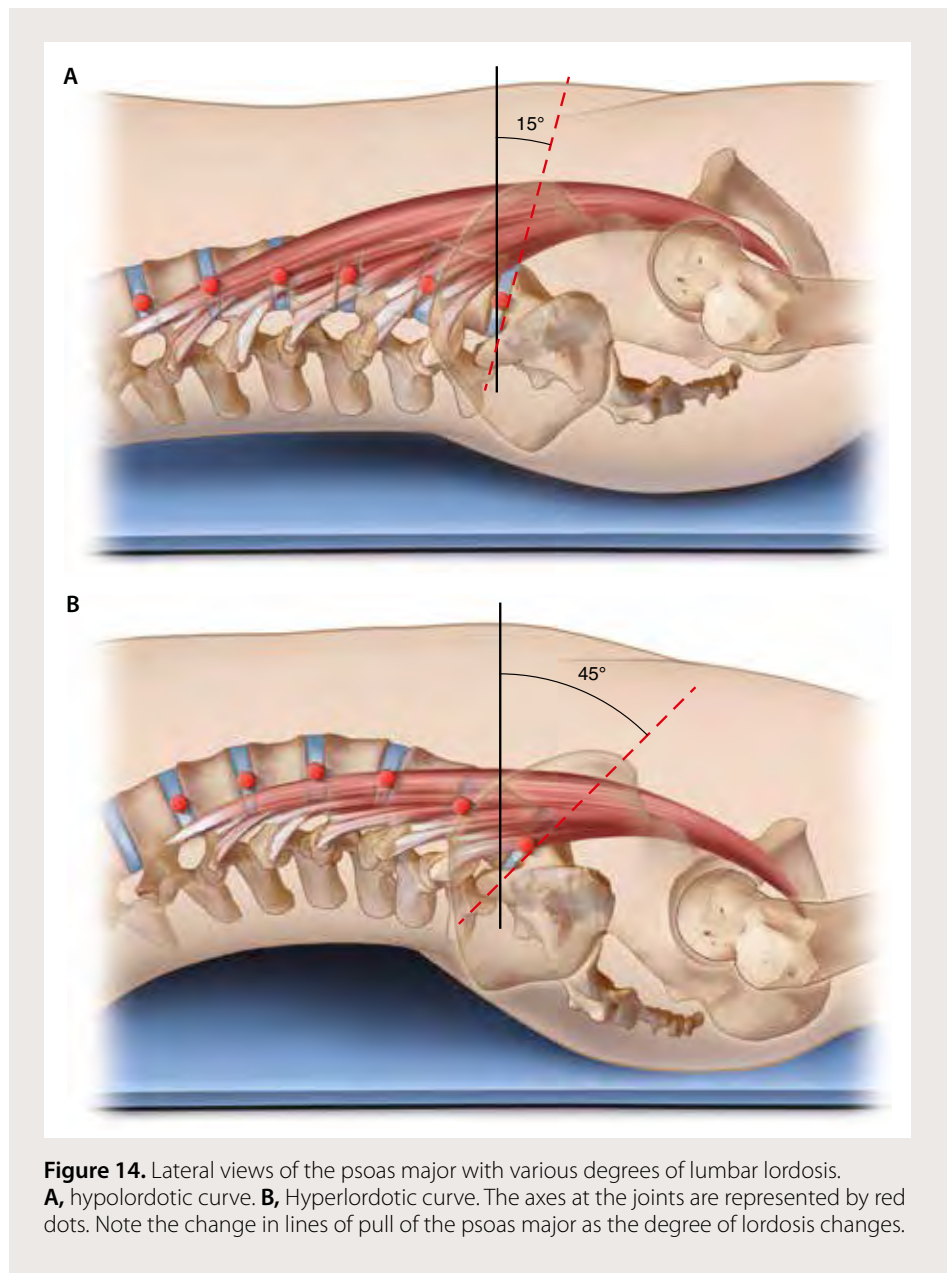 A
15°
B
45°
Figure 14. Lateral views of the psoas major with various degrees of lumbar lordosis.
A, hypolordotic curve. B, Hyperlordotic curve. The axes at the joints are represented by red
dots. Note the change in lines of pull of the psoas major as the degree of lordosis changes.